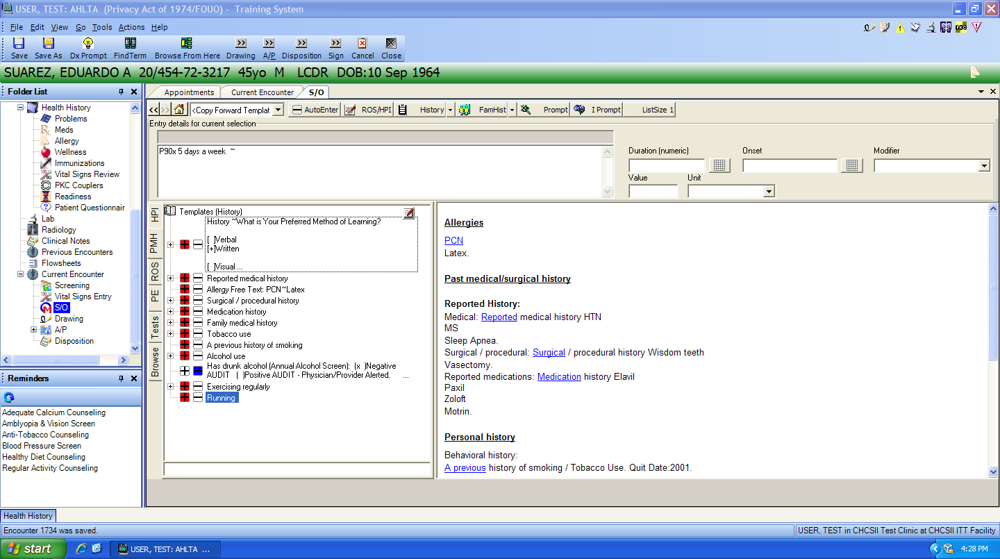 USER, TEST: AHLTA (Privacy Act of 1974/FOUO) - Training System
File Edit View Go Tools Actions Help
Save Save As Dx Prompt FindTerm Browse From Here Drawing A/P Disposition Sign Cancel Close
SUAREZ, EDUARDO A 20/454-72-3217 45yo M LCDR DOB:10 Sep 1964
Folder List
Health History
Problems
Meds
Allergy
Wellness
Immunizations
Vital Signs Review
PKC Couplers
Readiness
Patient Questionnair
Lab
Radiology
Clinical Notes
Previous Encounters
Flowsheets
Current Encounter
Screening
Vital Signs Entry
S/O
Drawing
A/P
Disposition
Reminders
Adequate Calcium Counseling
Amblyopia & Vision Screen
Anti-Tobacco Counseling
Blood Pressure Screen
Healthy Diet Counseling
Regular Activity Counseling
Appointments Current Encounter S/O
<< >> <Copy Forward Templat AutoEnter ROS/HPI History FamHist Prompt I Prompt ListSize 1
Entry details for current selection
P90x 5 days a week ~
Duration (numeric) Onset Modifier
Value Unit
HPI
PMH
ROS
PE
Tests
Browse
Templates (History)
History ~What is Your Preferred Method of Learning?
[ ]Verbal
[+]Written
[ ]Visual ...
Reported medical history
Allergy Free Text: PCN~Latex
Surgical / procedural history
Medication history
Family medical history
Tobacco use
A previous history of smoking
Alcohol use
Has drunk alcohol (Annual Alcohol Screen): (x )Negative
AUDIT ( )Positive AUDIT - Physician/Provider Alerted. ...
Exercising regularly
Running
Allergies
PCN
Latex.
Past medical/surgical history
Reported History:
Medical: Reported medical history HTN
MS
Sleep Apnea.
Surgical / procedural: Surgical / procedural history Wisdom teeth
Vasectomy.
Reported medications: Medication history Elavil
Paxil
Zoloft
Motrin.
Personal history
Behavioral history:
A previous history of smoking / Tobacco Use. Quit Date:2001.
Health History
Encounter 1734 was saved.
USER, TEST in CHCSII Test Clinic at CHCSII ITT Facility
start
USER, TEST: AHLTA ...
4:28 PM